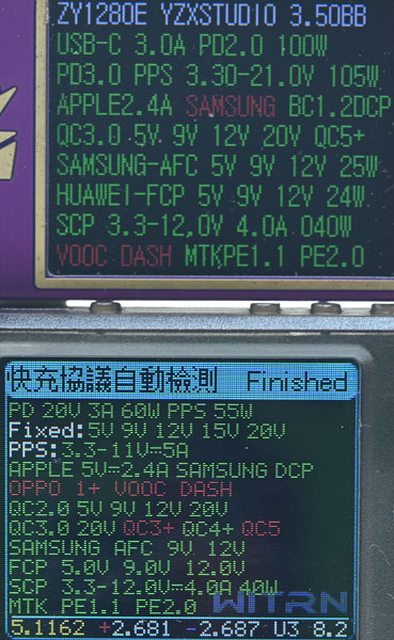 ZY1280E YZXSTUDIO 3.50BB
USB-C 3.0A PD2.0 100W
PD3.0 PPS 3.30-21.0V 105W
APPLE2.4A SAMSUNG BC1.2DCP
QC3.0 5V 9V 12V 20V QC5+
SAMSUNG-AFC 5V 9V 12V 25W
HUAWEI-FCP 5V 9V 12V 24W
SCP 3.3-12.0V 4.0A 040W
VOOC DASH MTKPE1.1 PE2.0
快充協議自動檢測 Finished
PD 20V 3A 60W PPS 55W
Fixed:5V 9V 12V 15V 20V
PPS:3.3-11V=5A
APPLE 5V=2.4A SAMSUNG DCP
OPPO 1+ VOOC DASH
QC2.0 5V 9V 12V 20V
QC3.0 20V QC3+ QC4+ QC5
SAMSUNG AFC 9V 12V
FCP 5.0V 9.0V 12.0V
SCP 3.3-12.0V=4.0A 40W
MTK PE1.1 PE2.0 WITRN
5.1162 +2.681 -2.687 U3 8.2